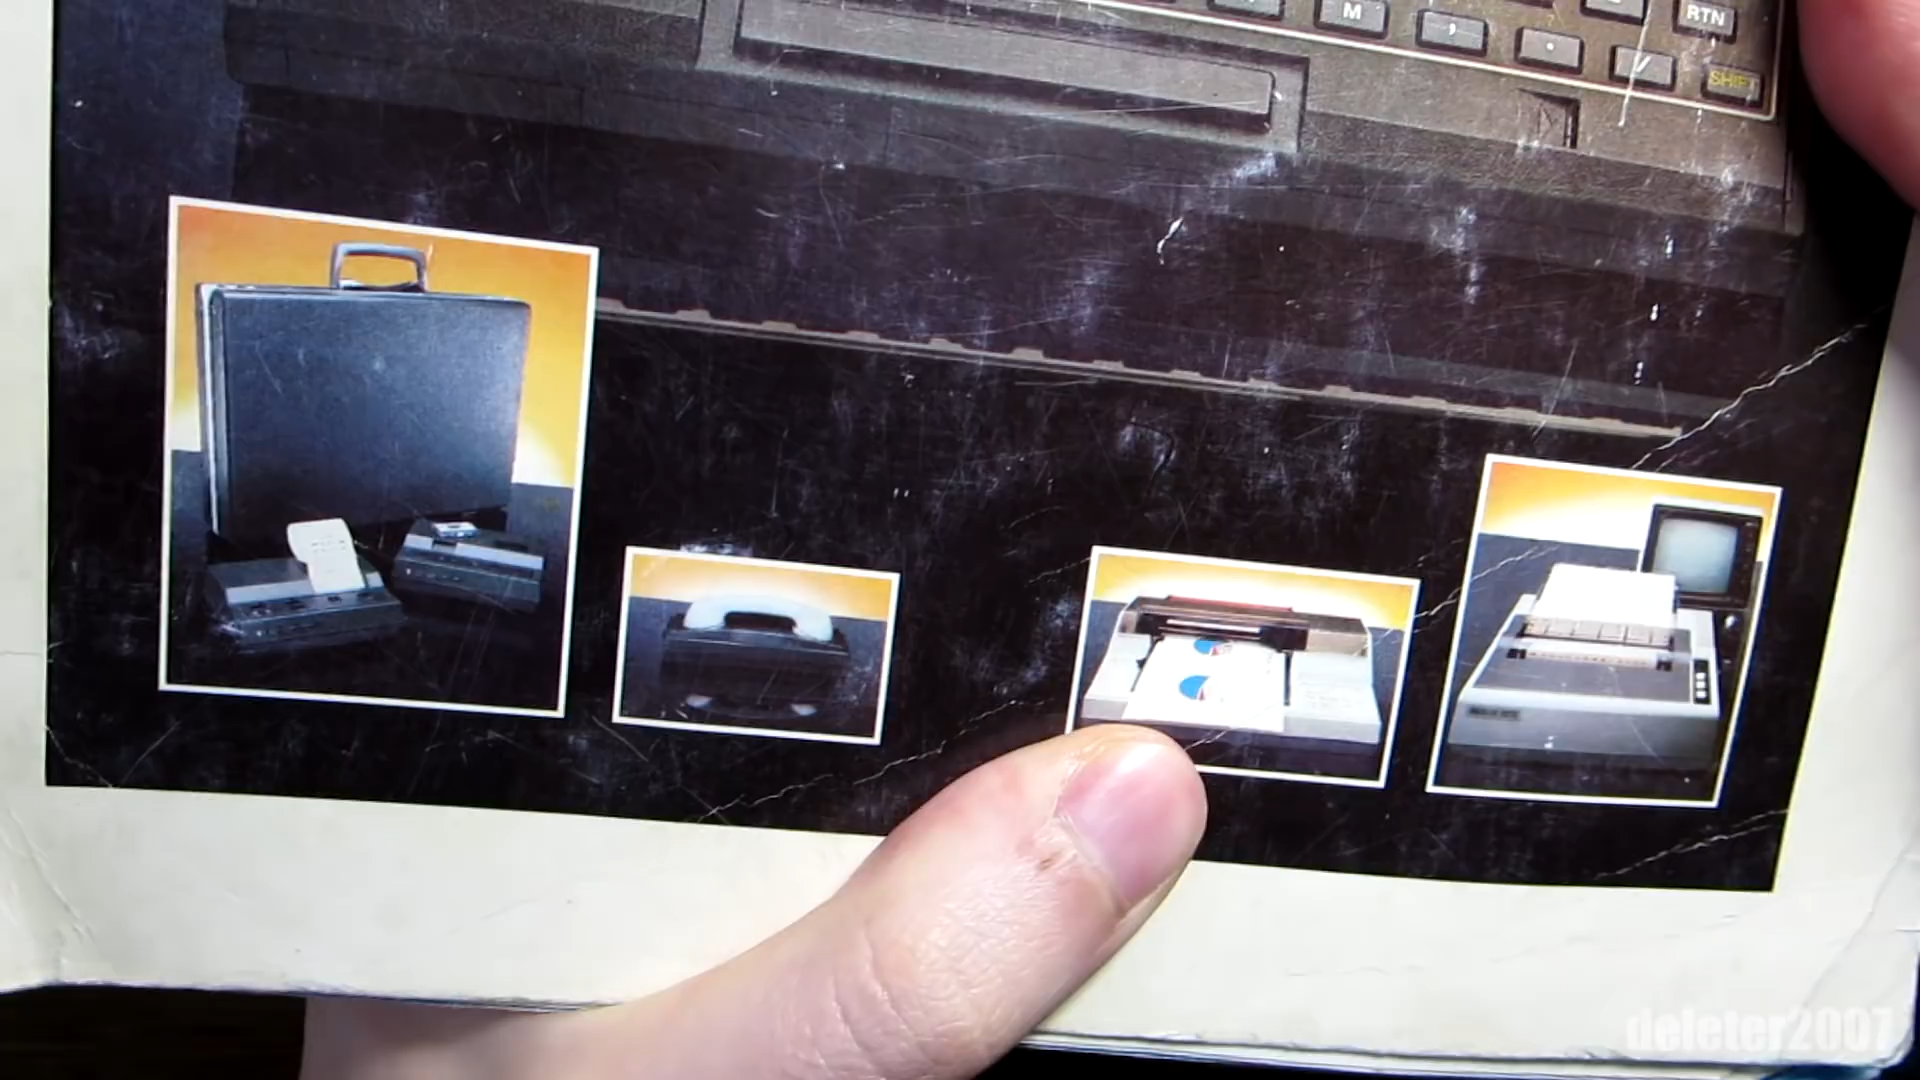 M
RTN
,
.
/
SHIFT
deleter2007